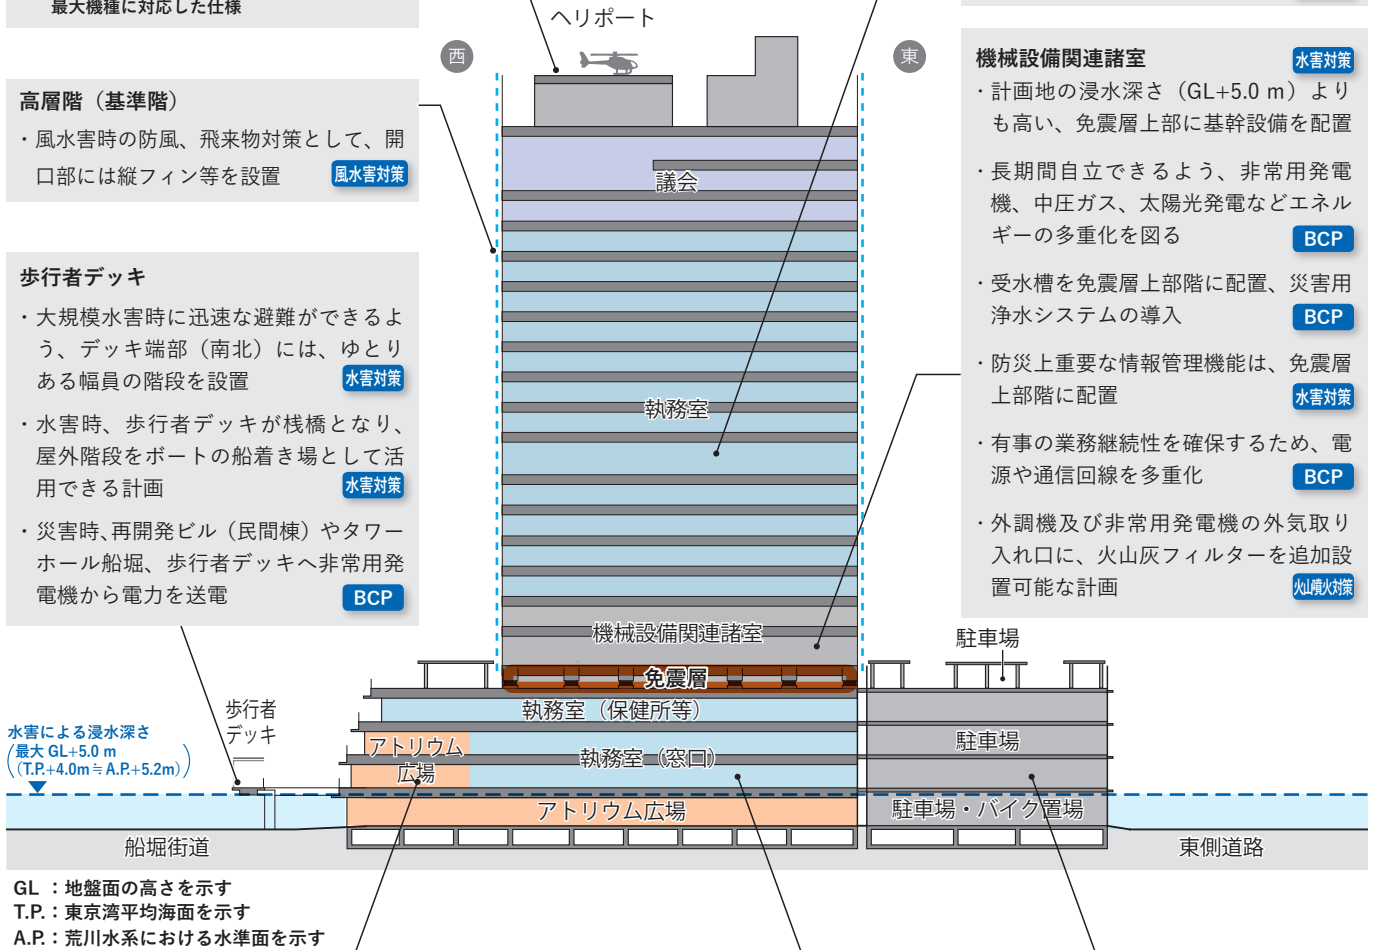 最大機種に対応した仕様
高層階（基準階）
・風水害時の防風、飛来物対策として、開
口部には縦フィン等を設置
風水害対策
歩行者デッキ
・大規模水害時に迅速な避難ができるよ
う、デッキ端部（南北）には、ゆとり
ある幅員の階段を設置
水害対策
・水害時、歩行者デッキが桟橋となり、
屋外階段をボートの船着き場として活
用できる計画
水害対策
・災害時、再開発ビル（民間棟）やタワー
ホール船堀、歩行者デッキへ非常用発
電機から電力を送電
BCP
ヘリポート
西
東
議会
執務室
機械設備関連諸室
免震層
執務室（保健所等）
アトリウム
広場
執務室（窓口）
アトリウム広場
駐車場
駐車場
駐車場・バイク置場
歩行者
デッキ
水害による浸水深さ
（最大 GL+5.0 m
（T.P.+4.0m≒A.P.+5.2m））
船堀街道
東側道路
機械設備関連諸室
水害対策
・計画地の浸水深さ（GL+5.0 m）より
も高い、免震層上部に基幹設備を配置
・長期間自立できるよう、非常用発電
機、中圧ガス、太陽光発電などエネル
ギーの多重化を図る
BCP
・受水槽を免震層上部階に配置、災害用
浄水システムの導入
BCP
・防災上重要な情報管理機能は、免震層
上部階に配置
水害対策
・有事の業務継続性を確保するため、電
源や通信回線を多重化
BCP
・外調機及び非常用発電機の外気取り
入れ口に、火山灰フィルターを追加設
置可能な計画
火山噴火対策
GL ：地盤面の高さを示す
T.P.：東京湾平均海面を示す
A.P.：荒川水系における水準面を示す